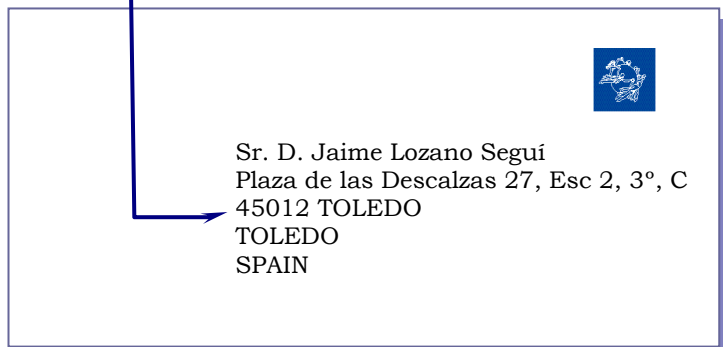 Sr. D. Jaime Lozano Seguí
Plaza de las Descalzas 27, Esc 2, 3º, C
45012 TOLEDO
TOLEDO
SPAIN